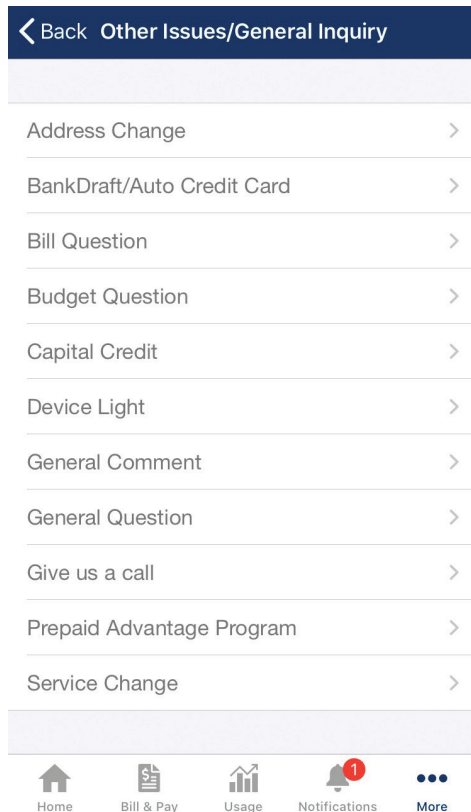 Back Other Issues/General Inquiry
Address Change
BankDraft/Auto Credit Card
Bill Question
Budget Question
Capital Credit
Device Light
General Comment
General Question
Give us a call
Prepaid Advantage Program
Service Change
1
Home Bill & Pay Usage Notifications More